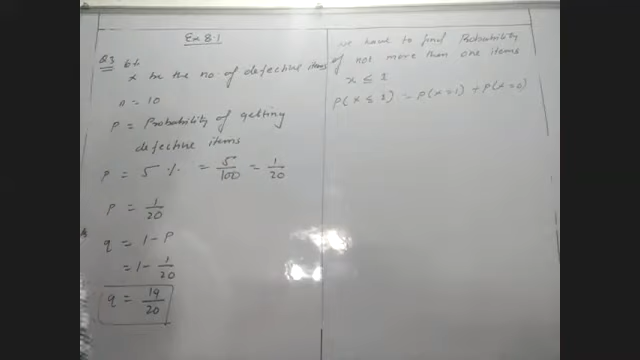 Ex 8.1
Q3 let
x be the no. of defective items
n = 10
P = Probability of getting
defective items
P = 5 % = 5/100 = 1/20
P = 1/20
q = 1 - P
= 1 - 1/20
q = 19/20
we have to find Probability
of not more than one items
x ≤ 1
P(x ≤ 1) = P(x=1) + P(x=0)